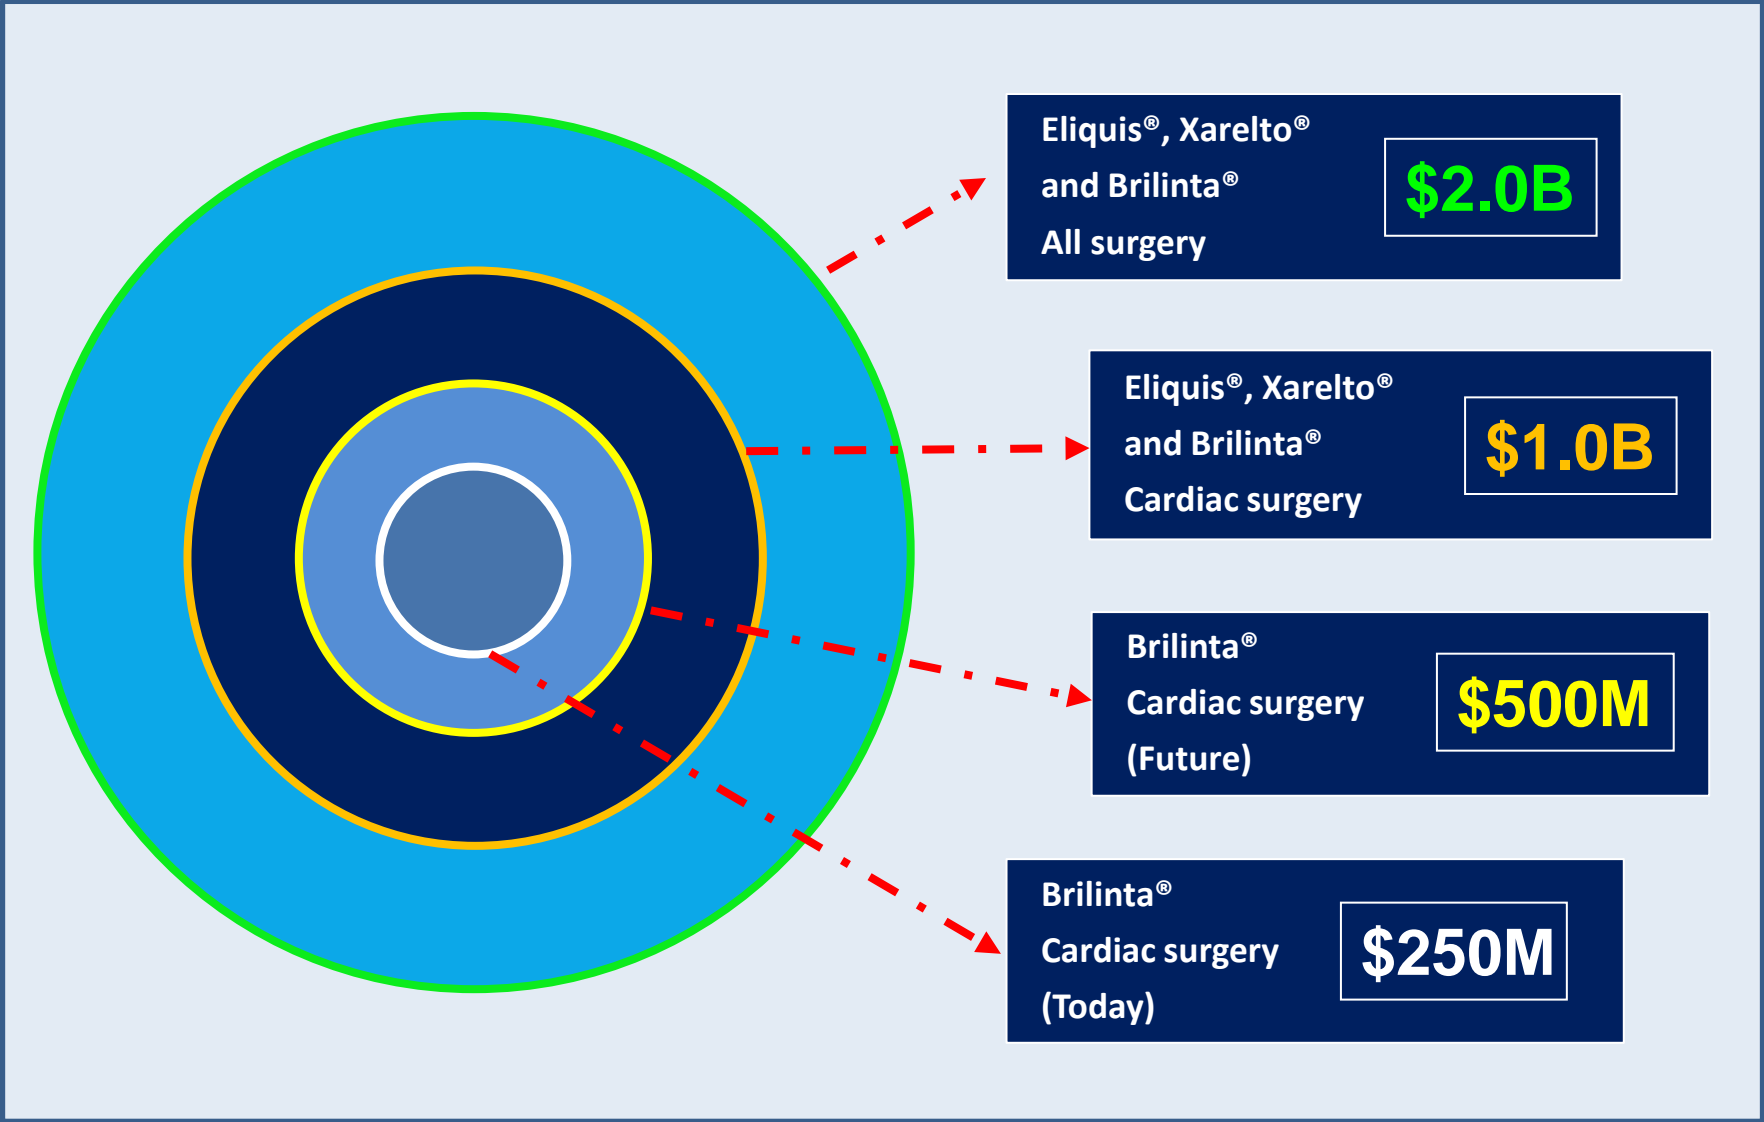 Eliquis®, Xarelto®
and Brilinta®
All surgery
$2.0B
Eliquis®, Xarelto®
and Brilinta®
Cardiac surgery
$1.0B
Brilinta®
Cardiac surgery
(Future)
$500M
Brilinta®
Cardiac surgery
(Today)
$250M